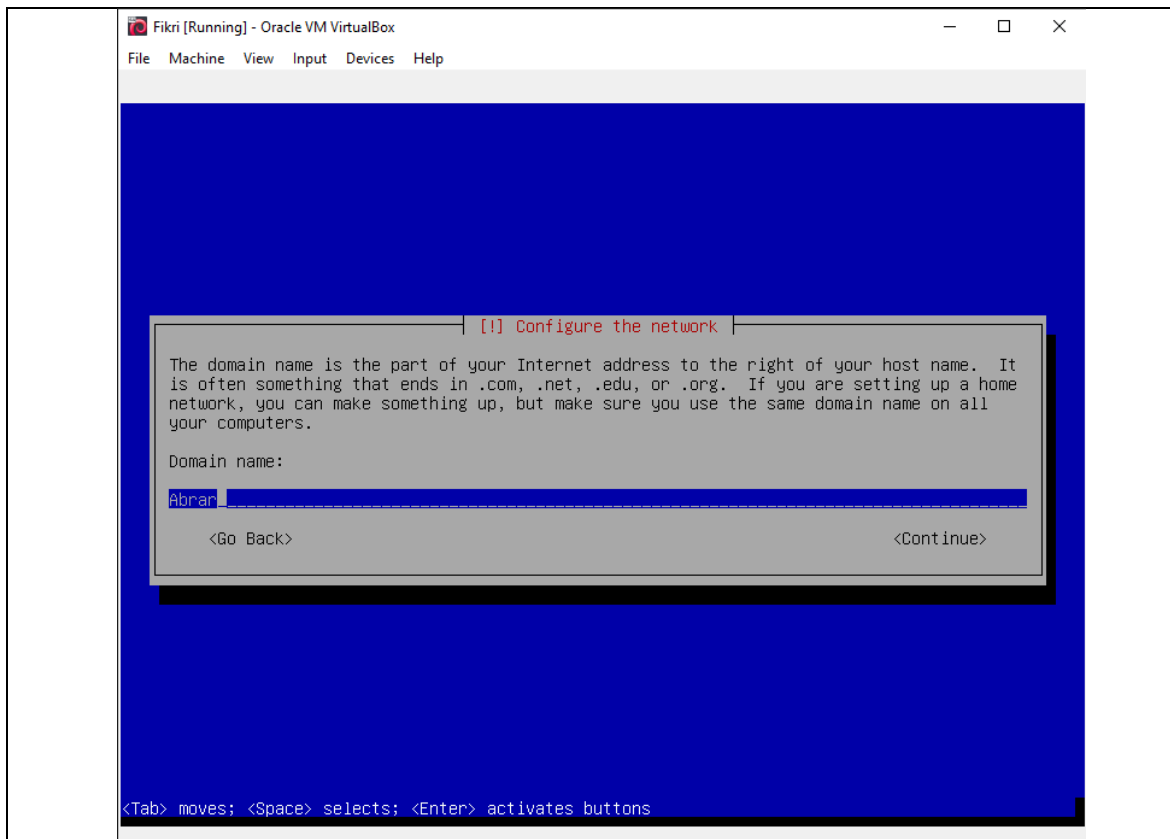 Fikri [Running] - Oracle VM VirtualBox
File Machine View Input Devices Help
[!] Configure the network
The domain name is the part of your Internet address to the right of your host name.  It
is often something that ends in .com, .net, .edu, or .org.  If you are setting up a home
network, you can make something up, but make sure you use the same domain name on all
your computers.
Domain name:
Abrar
<Go Back> <Continue>
<Tab> moves; <Space> selects; <Enter> activates buttons